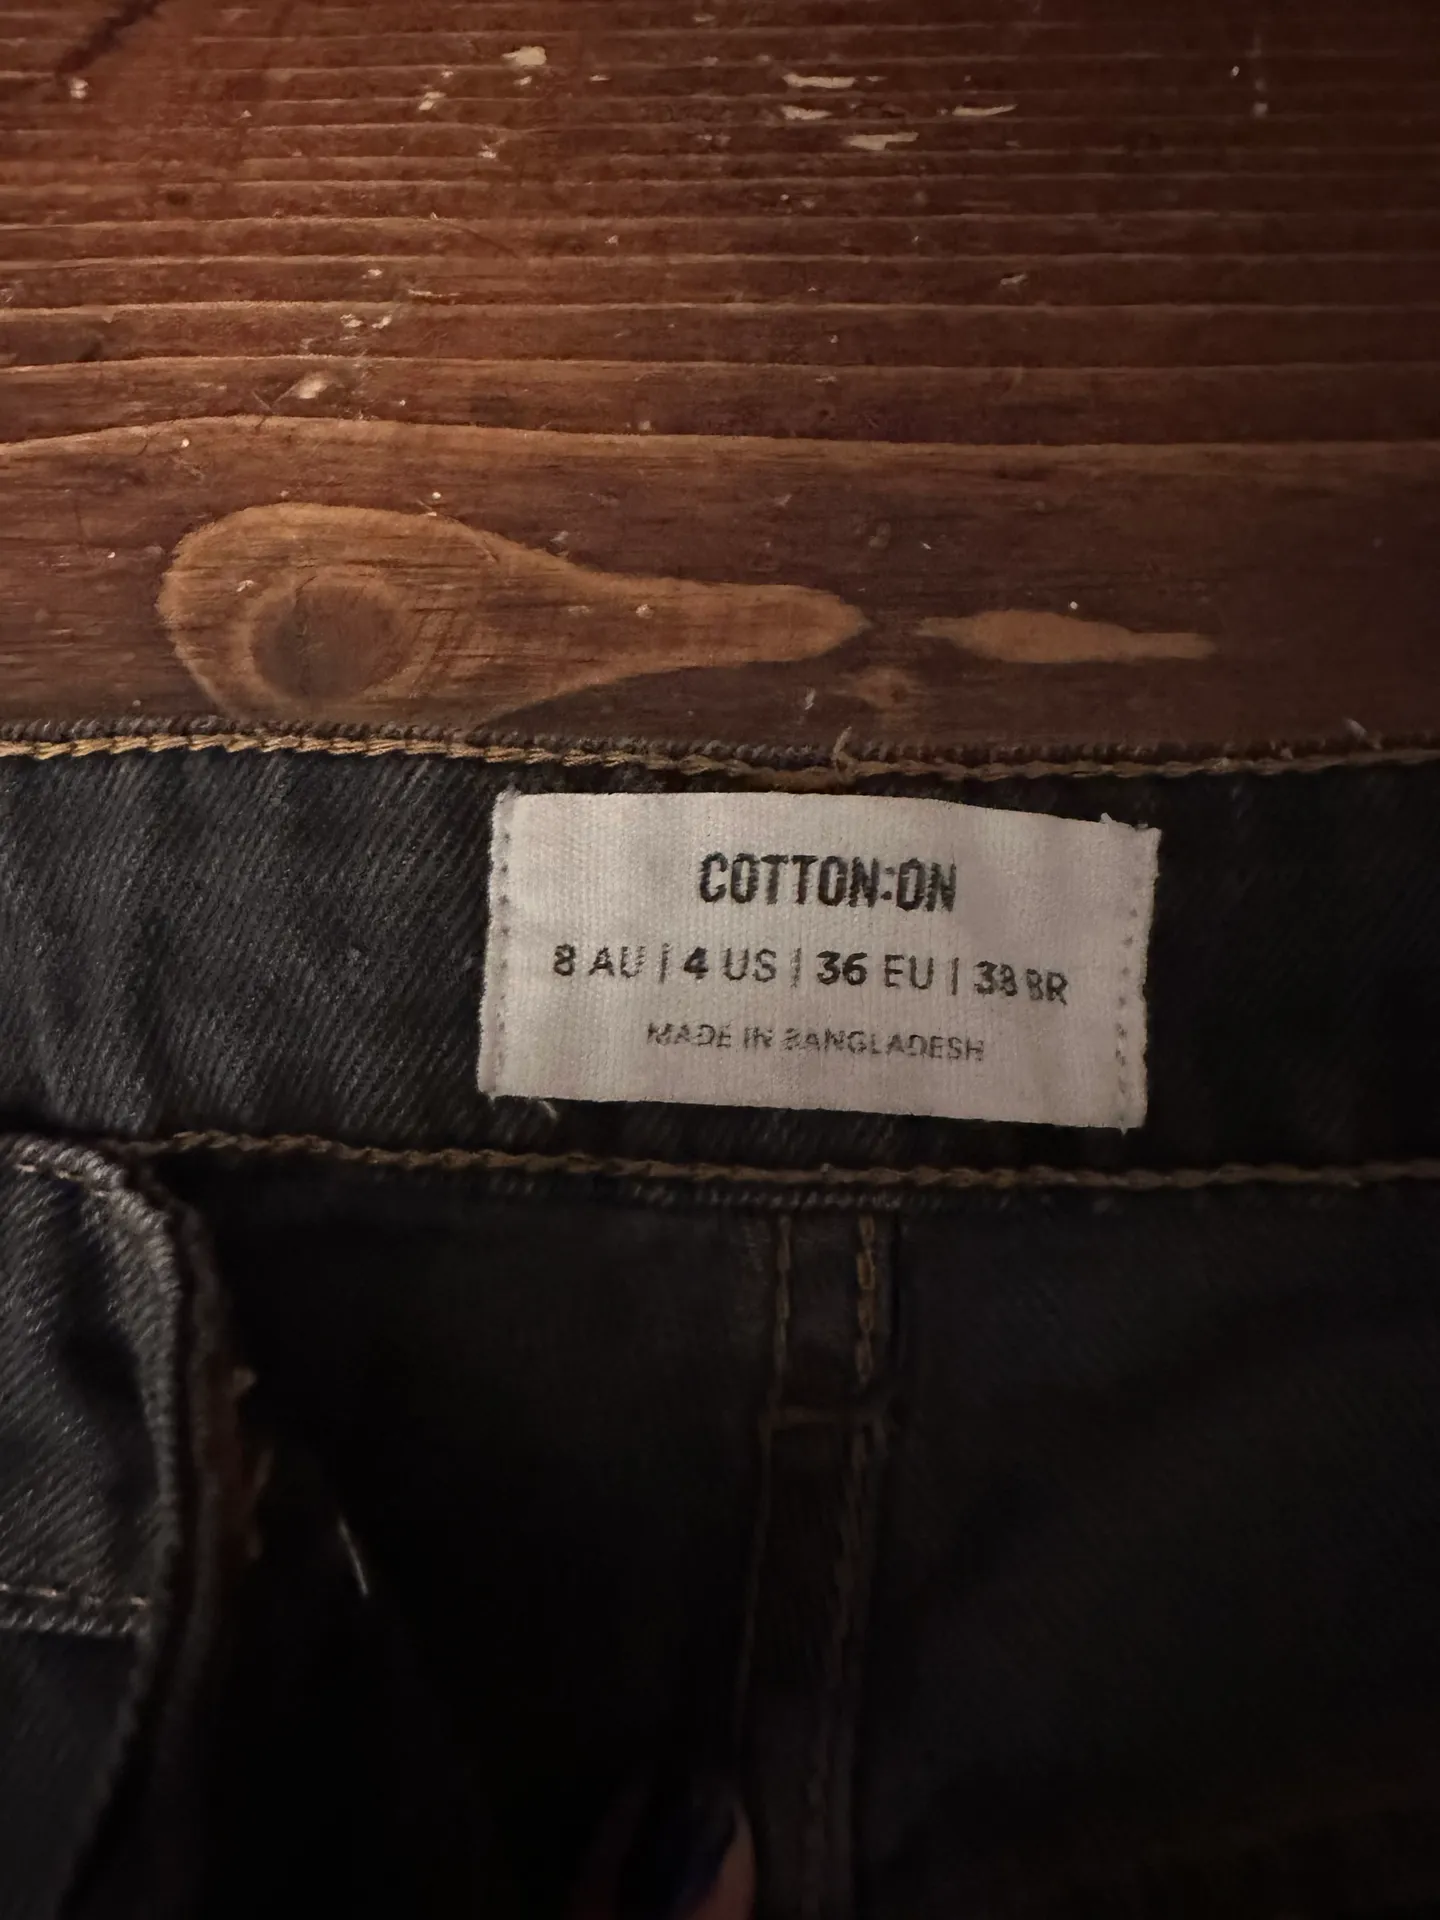 COTTON:ON
8 AU | 4 US | 36 EU | 38 BR
MADE IN BANGLADESH